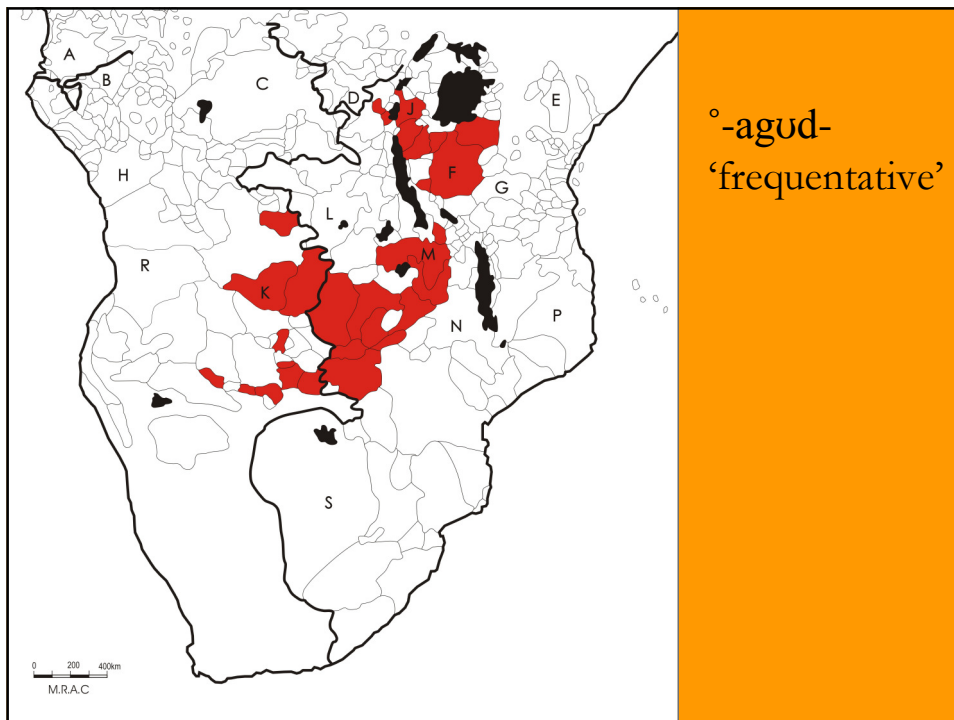 A
B
C
D
J
E
F
G
H
L
M
R
K
N
P
S
0 200 400km
M.R.A.C
°-agʊd-
‘frequentative’